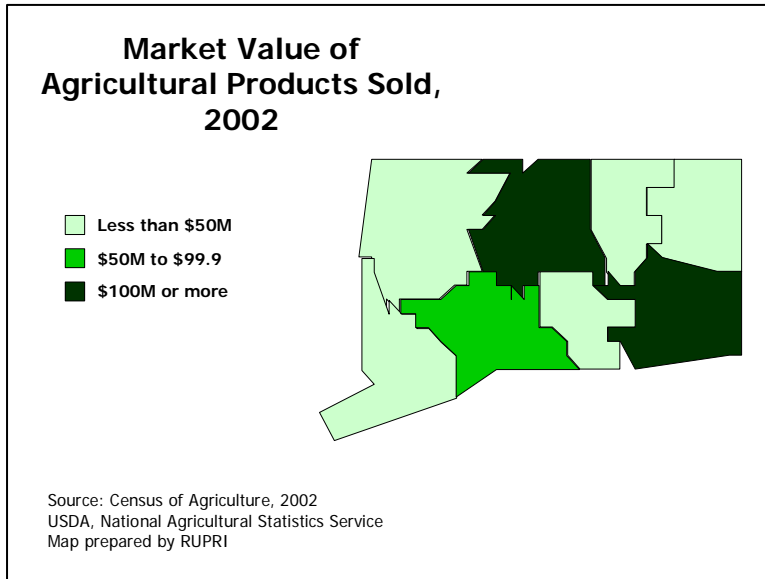 Market Value of
Agricultural Products Sold,
2002
Less than $50M
$50M to $99.9
$100M or more
Source: Census of Agriculture, 2002
USDA, National Agricultural Statistics Service
Map prepared by RUPRI